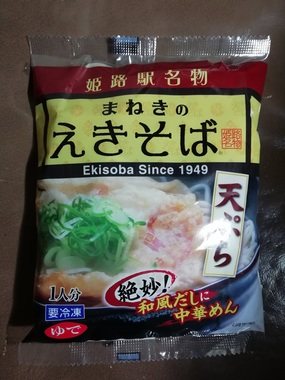 姫路駅名物
まねきの
えきそば
Ekisoba Since 1949
天ぷら
1人分
要冷凍
ゆで
絶妙!
和風だしに
中華めん